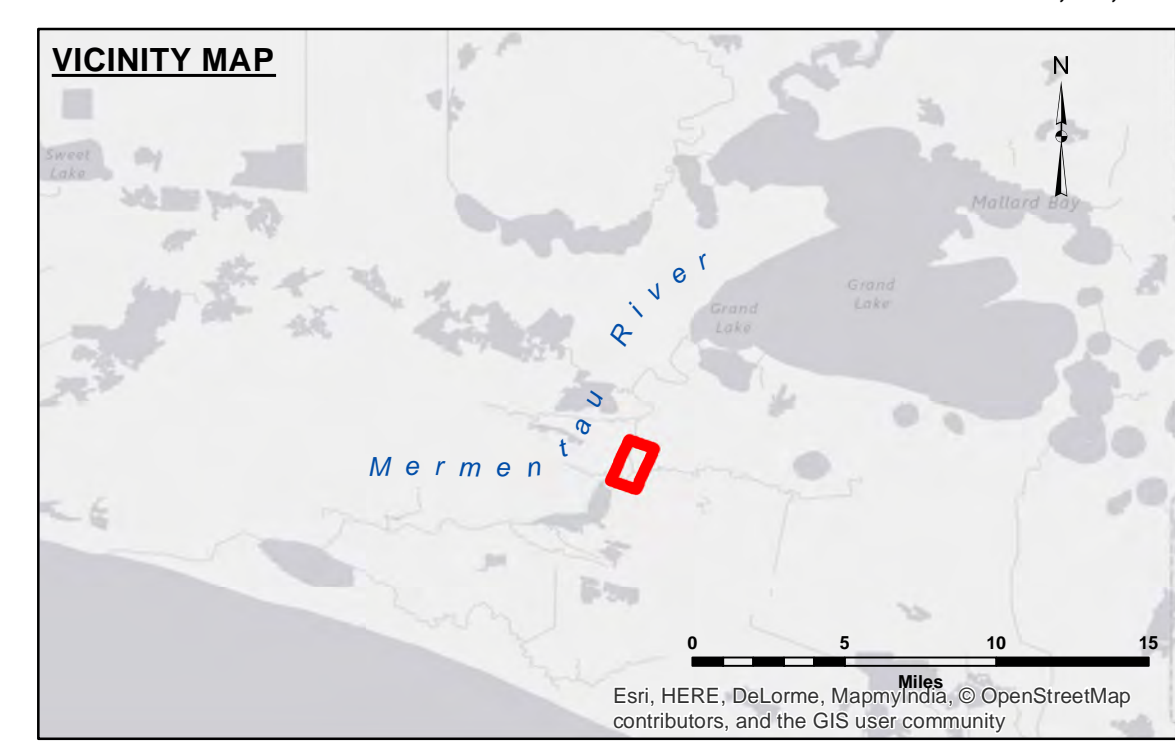 VICINITY MAP
N
Sweet
Lake
Mallard Bay
Grand
Lake
Grand
Lake
Mermentau River
0 5 10 15
Miles
Esri, HERE, DeLorme, MapmyIndia, © OpenStreetMap
contributors, and the GIS user community